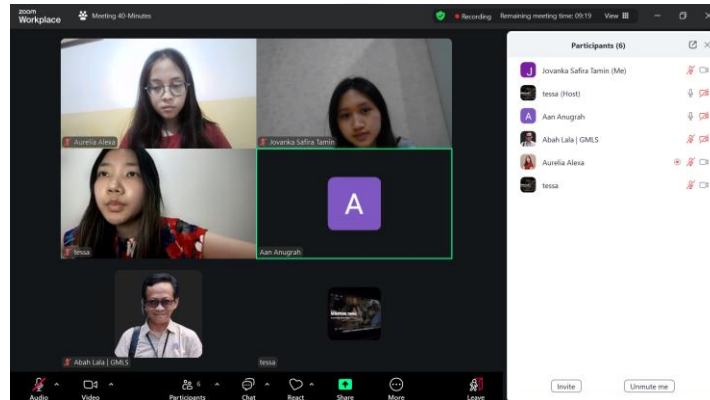 zoom
Workplace
Meeting 40-Minutes
Recording
Remaining meeting time: 09:19
View
Aurelia Alexa
Jovanka Safira Tamin
tessa
A
Aan Anugrah
Abah Lala | GMLS
tessa
Participants (6)
J Jovanka Safira Tamin (Me)
tessa (Host)
A Aan Anugrah
Abah Lala | GMLS
Aurelia Alexa
tessa
Invite
Unmute me
Audio
Video
6
Participants
Chat
React
Share
More
Leave